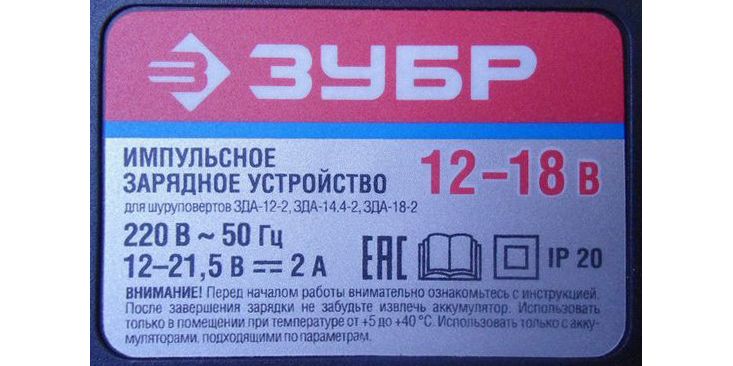 ЗУБР
ИМПУЛЬСНОЕ
ЗАРЯДНОЕ УСТРОЙСТВО
12–18 В
для шуруповертов ЗДА-12-2, ЗДА-14.4-2, ЗДА-18-2
220 В ~ 50 Гц
12–21,5 В ⎓ 2 А
EAC
IP 20
ВНИМАНИЕ! Перед началом работы внимательно ознакомьтесь с инструкцией.
После завершения зарядки не забудьте извлечь аккумулятор. Использовать
только в помещении при температуре от +5 до +40 °С. Использовать только с акку-
муляторами, подходящими по параметрам.